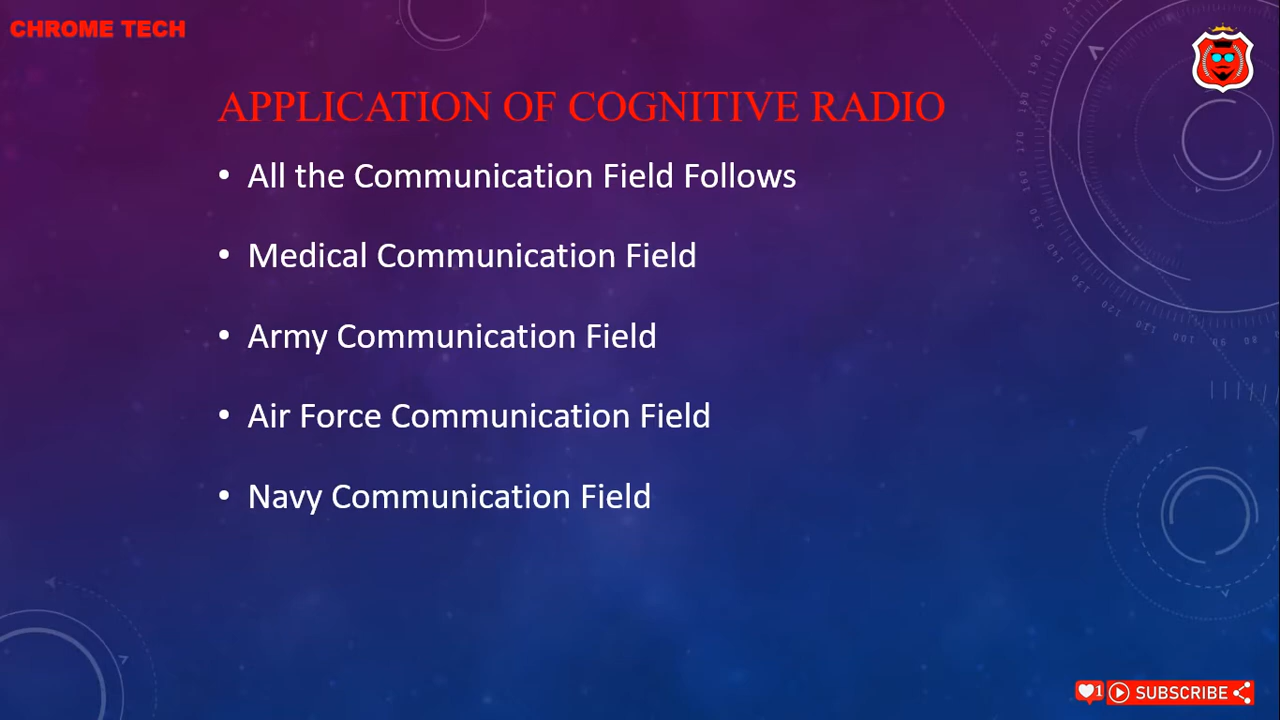 CHROME TECH
APPLICATION OF COGNITIVE RADIO
• All the Communication Field Follows
• Medical Communication Field
• Army Communication Field
• Air Force Communication Field
• Navy Communication Field
1 SUBSCRIBE